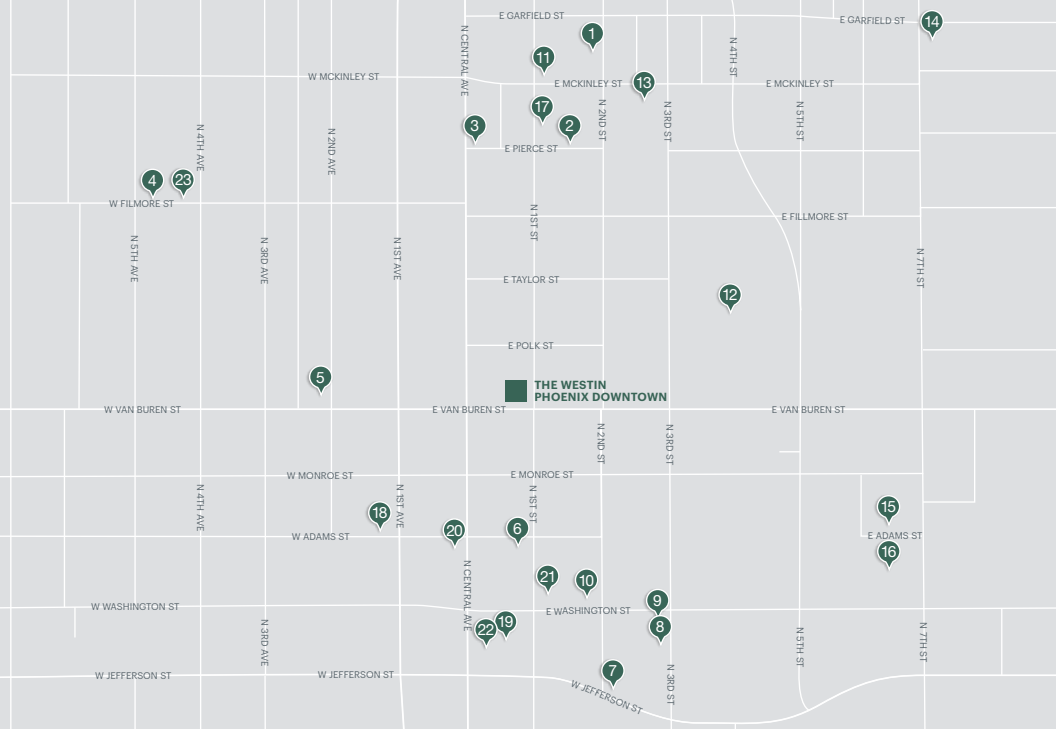 E GARFIELD ST
E GARFIELD ST
14
1
N CENTRAL AVE
11
N 4TH ST
W MCKINLEY ST
E MCKINLEY ST
13
E MCKINLEY ST
17
N 2ND ST
N 3RD ST
N 5TH ST
3
2
N 4TH AVE
N 2ND AVE
E PIERCE ST
4
23
W FILMORE ST
N 1ST ST
E FILLMORE ST
N 5TH AVE
N 3RD AVE
N 1ST AVE
N 7TH ST
E TAYLOR ST
12
E POLK ST
5
THE WESTIN
PHOENIX DOWNTOWN
W VAN BUREN ST
E VAN BUREN ST
E VAN BUREN ST
N 2ND ST
N 3RD ST
W MONROE ST
E MONROE ST
N 4TH AVE
N 1ST AVE
N 1ST ST
18
15
20
6
W ADAMS ST
E ADAMS ST
16
21
10
N CENTRAL AVE
9
W WASHINGTON ST
E WASHINGTON ST
19
22
8
N 3RD AVE
N 5TH ST
N 7TH ST
7
W JEFFERSON ST
W JEFFERSON ST
W JEFFERSON ST
N 3RD ST